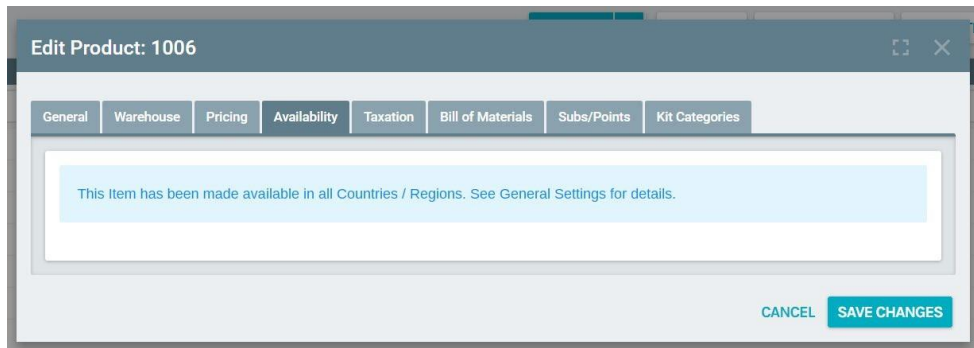 Edit Product: 1006
General Warehouse Pricing Availability Taxation Bill of Materials Subs/Points Kit Categories
This Item has been made available in all Countries / Regions. See General Settings for details.
CANCEL SAVE CHANGES